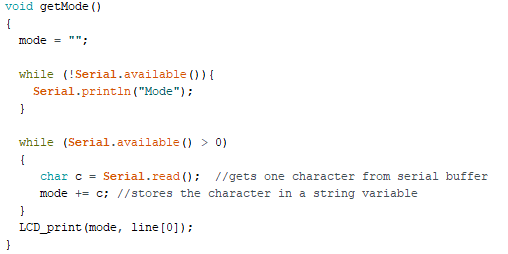 void getMode()
{
  mode = "";

  while (!Serial.available()){
    Serial.println("Mode");
  }

  while (Serial.available() > 0)
  {
     char c = Serial.read();  //gets one character from serial buffer
     mode += c; //stores the character in a string variable
  }
  LCD_print(mode, line[0]);
}